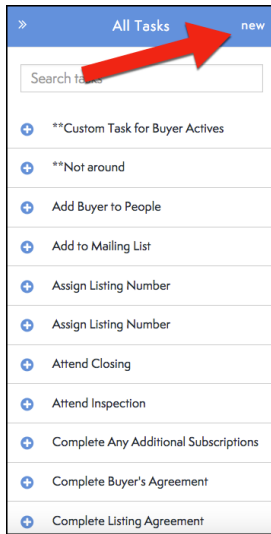 » All Tasks new
Search tasks
**Custom Task for Buyer Actives
**Not around
Add Buyer to People
Add to Mailing List
Assign Listing Number
Assign Listing Number
Attend Closing
Attend Inspection
Complete Any Additional Subscriptions
Complete Buyer's Agreement
Complete Listing Agreement